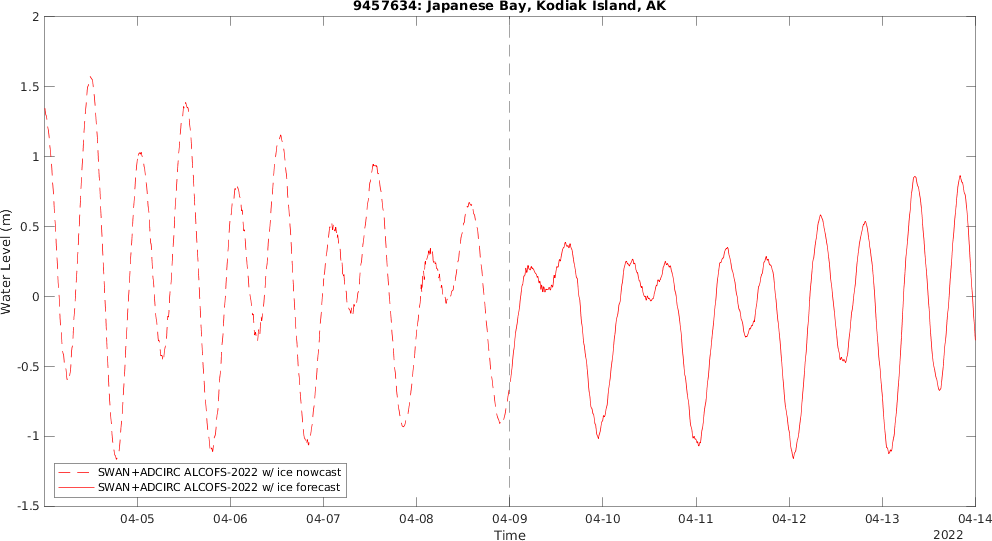 9457634: Japanese Bay, Kodiak Island, AK
2
1.5
1
0.5
0
-0.5
-1
-1.5
Water Level (m)
SWAN+ADCIRC ALCOFS-2022 w/ ice nowcast
SWAN+ADCIRC ALCOFS-2022 w/ ice forecast
04-05 04-06 04-07 04-08 04-09 04-10 04-11 04-12 04-13 04-14
Time
2022